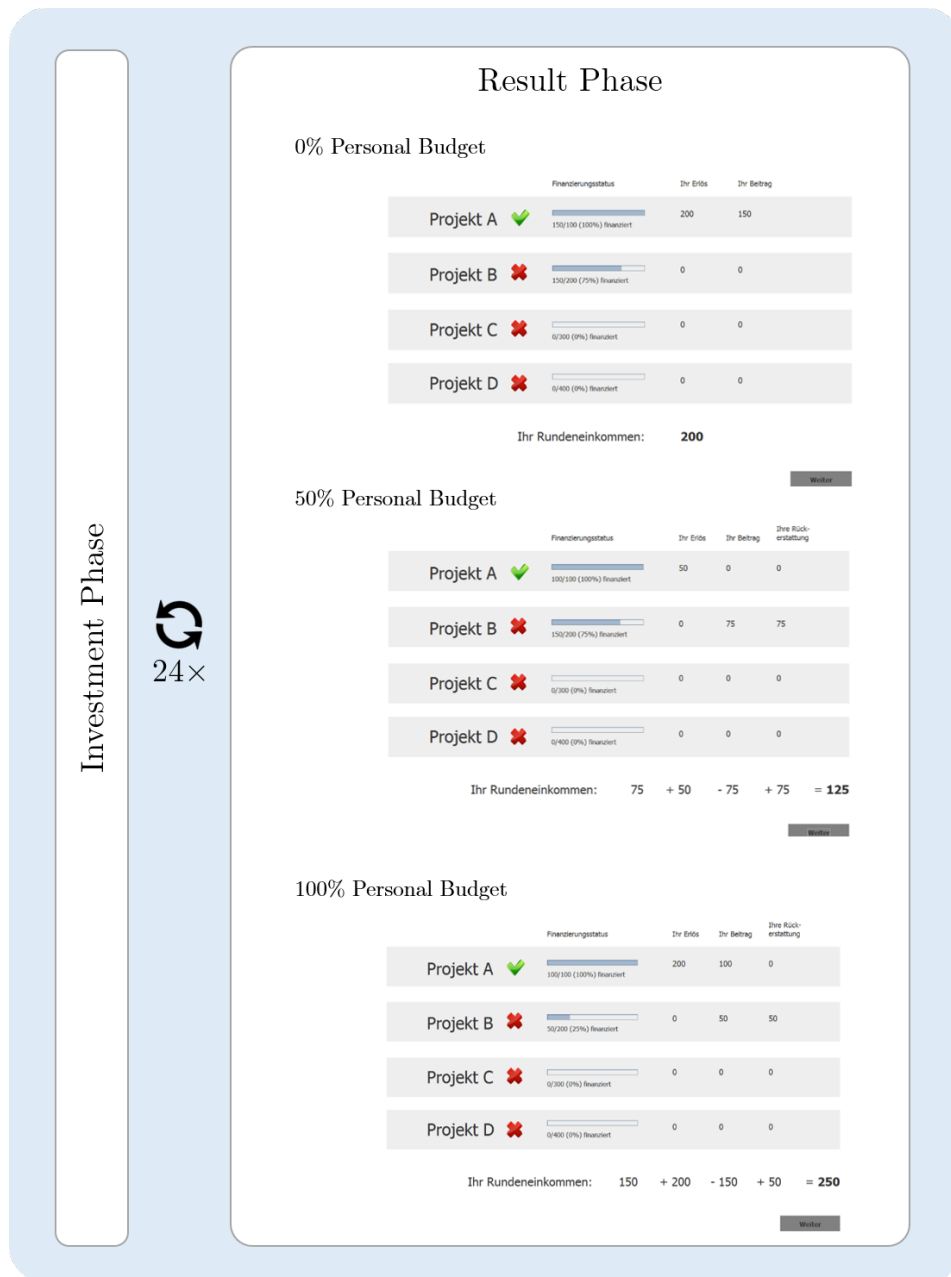 Result Phase
0% Personal Budget
Finanzierungsstatus Ihr Erlös Ihr Beitrag
Projekt A 200 150
150/100 (100%) finanziert
Projekt B 0 0
150/200 (75%) finanziert
Projekt C 0 0
0/300 (0%) finanziert
Projekt D 0 0
0/400 (0%) finanziert
Ihr Rundeneinkommen: 200
Weiter
50% Personal Budget
Finanzierungsstatus Ihr Erlös Ihr Beitrag Ihre Rück-
erstattung
Projekt A 50 0 0
100/100 (100%) finanziert
Projekt B 0 75 75
150/200 (75%) finanziert
Projekt C 0 0 0
0/300 (0%) finanziert
Projekt D 0 0 0
0/400 (0%) finanziert
Ihr Rundeneinkommen: 75 + 50 - 75 + 75 = 125
Weiter
100% Personal Budget
Finanzierungsstatus Ihr Erlös Ihr Beitrag Ihre Rück-
erstattung
Projekt A 200 100 0
100/100 (100%) finanziert
Projekt B 0 50 50
50/200 (25%) finanziert
Projekt C 0 0 0
0/300 (0%) finanziert
Projekt D 0 0 0
0/400 (0%) finanziert
Ihr Rundeneinkommen: 150 + 200 - 150 + 50 = 250
Weiter
Investment Phase
24×